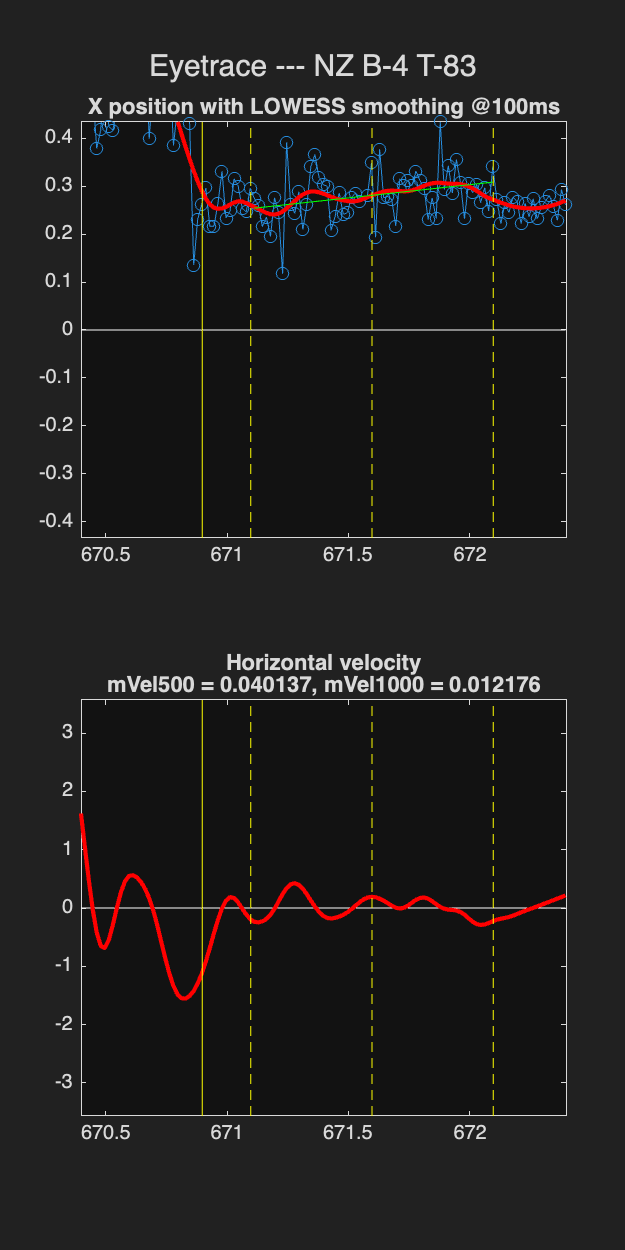 Eyetrace --- NZ B-4 T-83
X position with LOWESS smoothing @100ms
0.4
0.3
0.2
0.1
0
-0.1
-0.2
-0.3
-0.4
670.5 671 671.5 672
Horizontal velocity
mVel500 = 0.040137, mVel1000 = 0.012176
3
2
1
0
-1
-2
-3
670.5 671 671.5 672